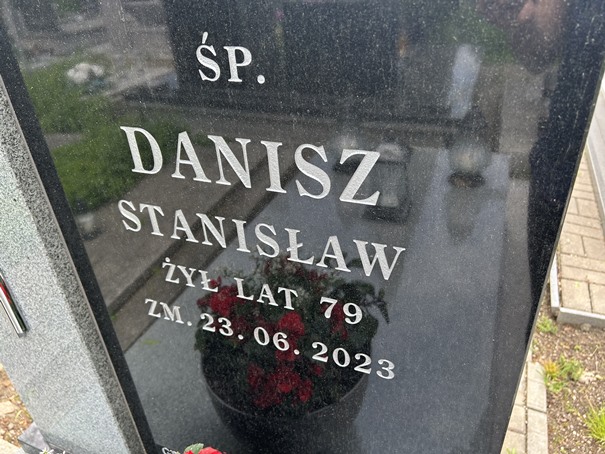 ŚP.
DANISZ
STANISŁAW
ŻYŁ LAT 79
ZM. 23.06.2023